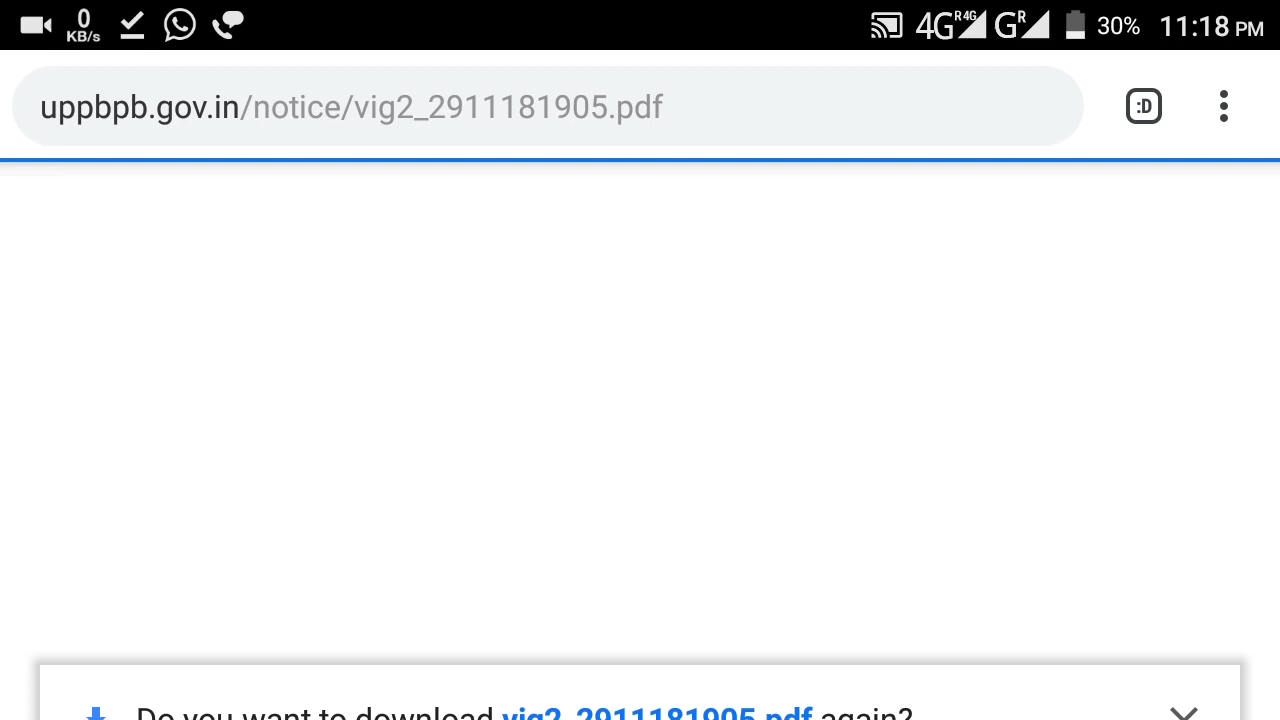 0 KB/s 4G R4G G R 30% 11:18 PM
uppbpb.gov.in/notice/vig2_2911181905.pdf :D
Do you want to download vig2_2911181905.pdf again?